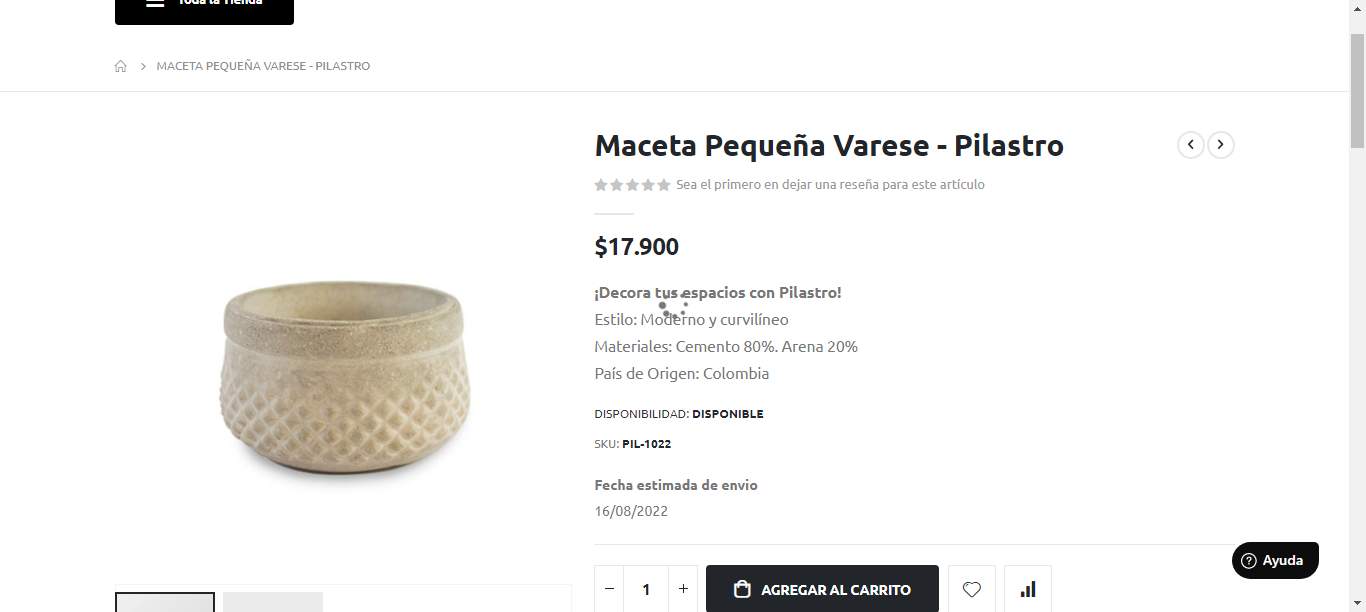 Toda la Tienda
MACETA PEQUEÑA VARESE - PILASTRO
Maceta Pequeña Varese - Pilastro
Sea el primero en dejar una reseña para este artículo
$17.900
¡Decora tus espacios con Pilastro!
Estilo: Moderno y curvilíneo
Materiales: Cemento 80%. Arena 20%
País de Origen: Colombia
DISPONIBILIDAD: DISPONIBLE
SKU: PIL-1022
Fecha estimada de envio
16/08/2022
Ayuda
− 1 + AGREGAR AL CARRITO